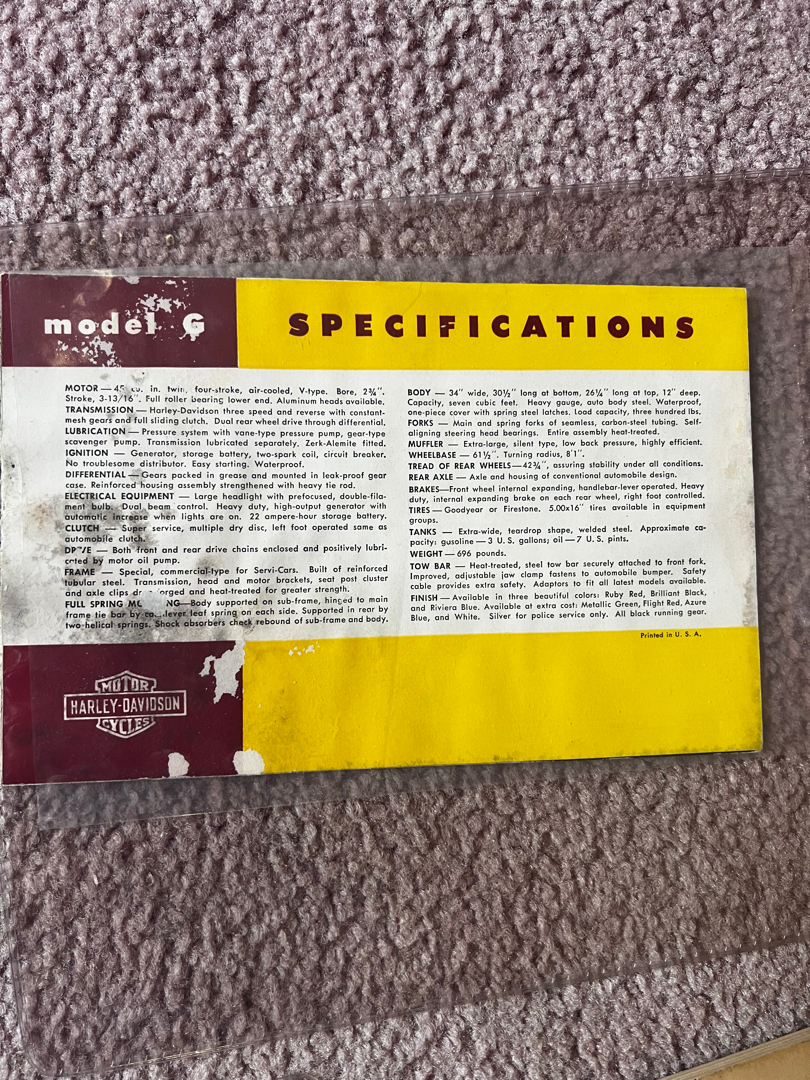 model G
SPECIFICATIONS
MOTOR — 45 cu. in. twin, four-stroke, air-cooled, V-type. Bore, 2¾".
Stroke, 3-13/16". Full roller bearing lower end. Aluminum heads available.
TRANSMISSION — Harley-Davidson three speed and reverse with constant-
mesh gears and full sliding clutch. Dual rear wheel drive through differential.
LUBRICATION — Pressure system with vane-type pressure pump, gear-type
scavenger pump. Transmission lubricated separately. Zerk-Alemite fitted.
IGNITION — Generator, storage battery, two-spark coil, circuit breaker.
No troublesome distributor. Easy starting. Waterproof.
DIFFERENTIAL — Gears packed in grease and mounted in leak-proof gear
case. Reinforced housing assembly strengthened with heavy tie rod.
ELECTRICAL EQUIPMENT — Large headlight with prefocused, double-fila-
ment bulb. Dual beam control. Heavy duty, high-output generator with
automatic increase when lights are on. 22 ampere-hour storage battery.
CLUTCH — Super service, multiple dry disc, left foot operated same as
automobile clutch.
— Both front and rear drive chains enclosed and positively lubri-
cated by motor oil pump.
FRAME — Special, commercial-type for Servi-Cars. Built of reinforced
tubular steel. Transmission, head and motor brackets, seat post cluster
and axle clips forged and heat-treated for greater strength.
FULL SPRING — Body supported on sub-frame, hinged to main
frame tie bar by leaf spring on each side. Supported in rear by
two-helical springs. Shock absorbers check rebound of sub-frame and body.
BODY — 34" wide, 30½" long at bottom, 26¼" long at top, 12" deep.
Capacity, seven cubic feet. Heavy gauge, auto body steel. Waterproof,
one-piece cover with spring steel latches. Load capacity, three hundred lbs.
FORKS — Main and spring forks of seamless, carbon-steel tubing. Self-
aligning steering head bearings. Entire assembly heat-treated.
MUFFLER — Extra-large, silent type, low back pressure, highly efficient.
WHEELBASE — 61½". Turning radius, 8'1".
TREAD OF REAR WHEELS — 42¾", assuring stability under all conditions.
REAR AXLE — Axle and housing of conventional automobile design.
BRAKES—Front wheel internal expanding, handlebar-lever operated. Heavy
duty, internal expanding brake on each rear wheel, right foot controlled.
TIRES — Goodyear or Firestone. 5.00x16" tires available in equipment
groups.
TANKS — Extra-wide, teardrop shape, welded steel. Approximate ca-
pacity: gasoline — 3 U. S. gallons; oil — 7 U. S. pints.
WEIGHT — 696 pounds.
TOW BAR — Heat-treated, steel tow bar securely attached to front fork.
Improved, adjustable jaw clamp fastens to automobile bumper. Safety
cable provides extra safety. Adaptors to fit all latest models available.
FINISH — Available in three beautiful colors: Ruby Red, Brilliant Black,
and Riviera Blue. Available at extra cost: Metallic Green, Flight Red, Azure
Blue, and White. Silver for police service only. All black running gear.
Printed in U. S. A.
MOTOR
HARLEY-DAVIDSON
CYCLES